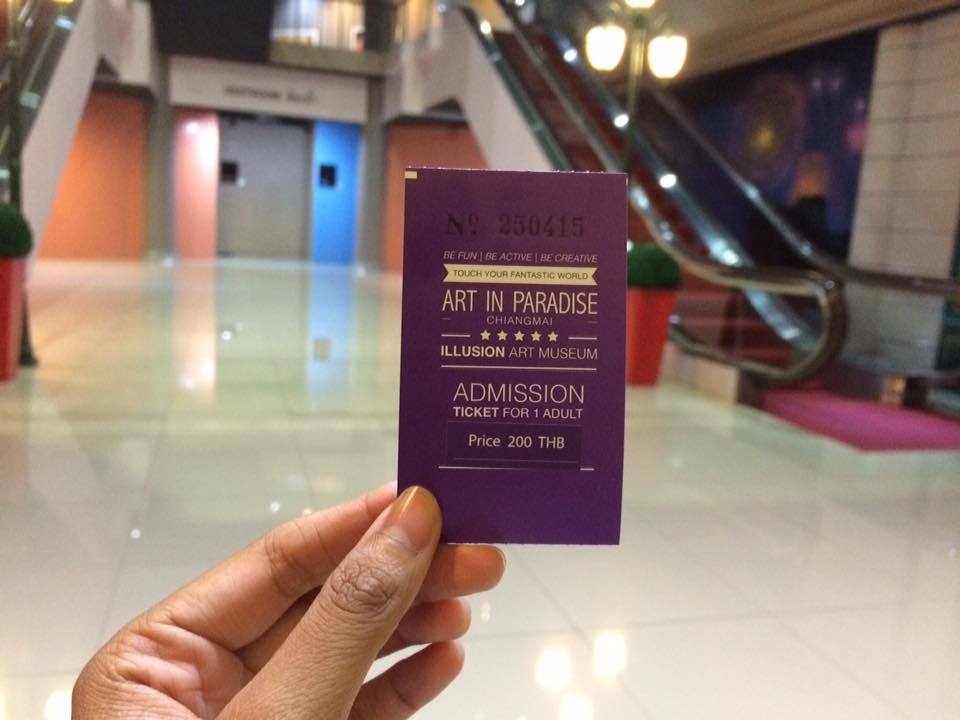 Nº 250415
BE FUN | BE ACTIVE | BE CREATIVE
TOUCH YOUR FANTASTIC WORLD
ART IN PARADISE
CHIANGMAI
ILLUSION ART MUSEUM
ADMISSION
TICKET FOR 1 ADULT
Price 200 THB